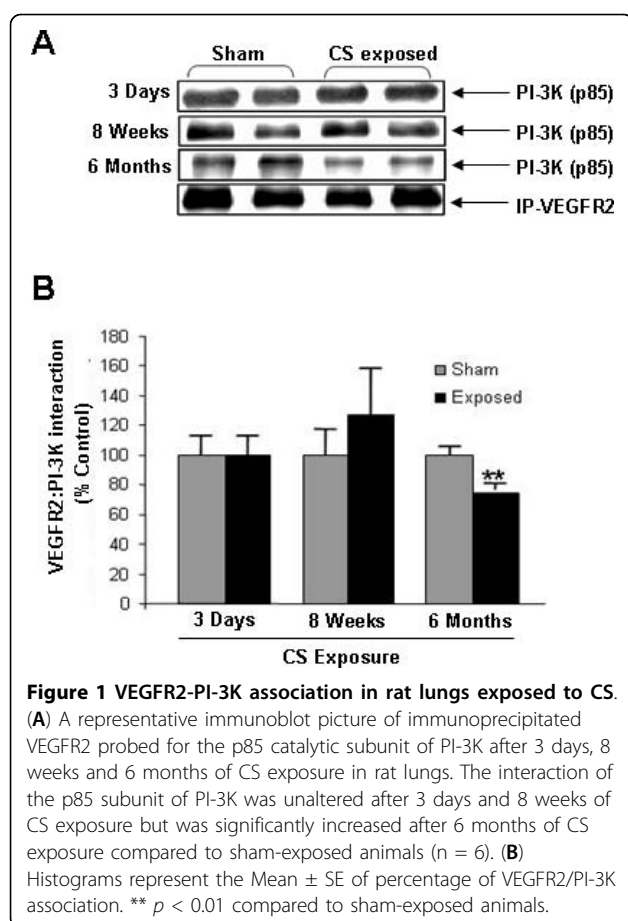 A
Sham CS exposed
3 Days PI-3K (p85)
8 Weeks PI-3K (p85)
6 Months PI-3K (p85)
IP-VEGFR2
B
VEGFR2:PI-3K interaction
(% Control)
180
160
140
120
100
80
60
40
20
0
Sham
Exposed
**
3 Days 8 Weeks 6 Months
CS Exposure
Figure 1 VEGFR2-PI-3K association in rat lungs exposed to CS.
(A) A representative immunoblot picture of immunoprecipitated
VEGFR2 probed for the p85 catalytic subunit of PI-3K after 3 days, 8
weeks and 6 months of CS exposure in rat lungs. The interaction of
the p85 subunit of PI-3K was unaltered after 3 days and 8 weeks of
CS exposure but was significantly increased after 6 months of CS
exposure compared to sham-exposed animals (n = 6). (B)
Histograms represent the Mean ± SE of percentage of VEGFR2/PI-3K
association. ** p < 0.01 compared to sham-exposed animals.